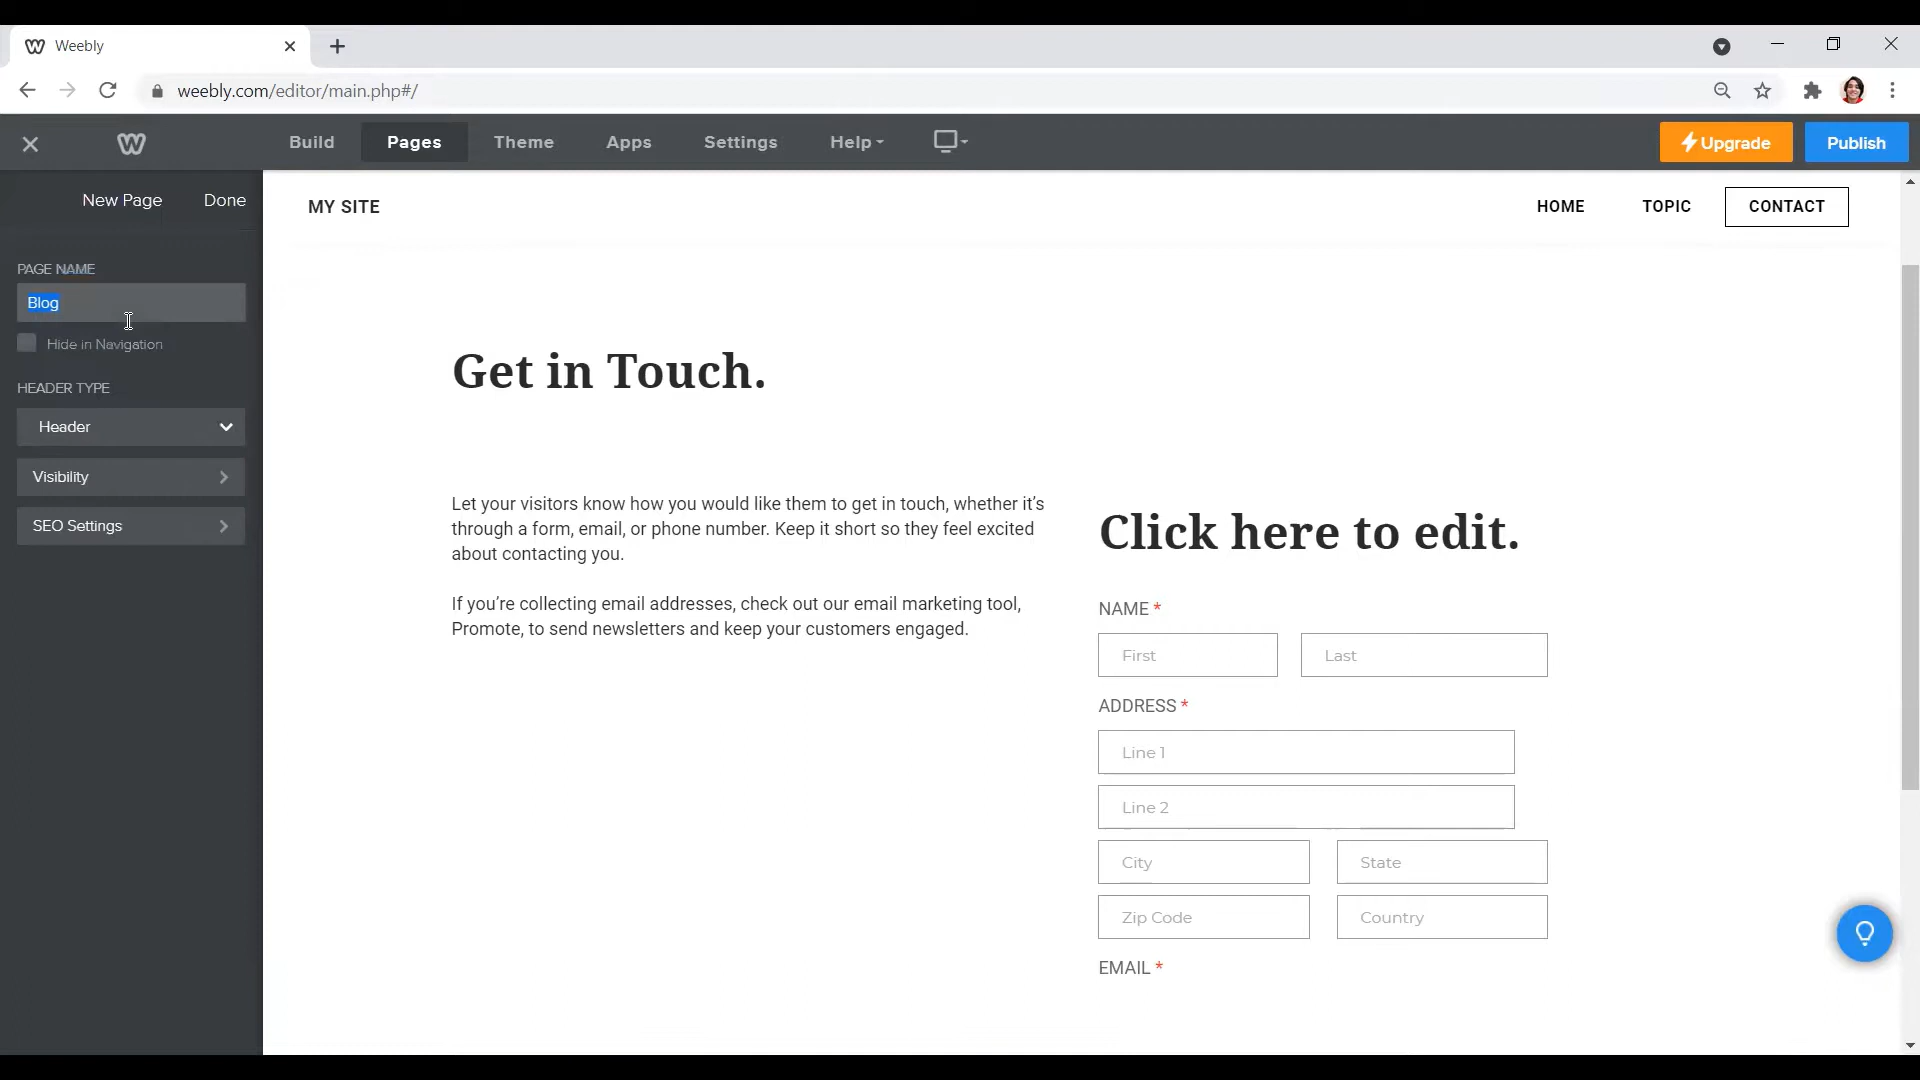 Weebly
weebly.com/editor/main.php#/
Build
Pages
Theme
Apps
Settings
Help
Upgrade
Publish
New Page
Done
PAGE NAME
Blog
Hide in Navigation
HEADER TYPE
Header
Visibility
SEO Settings
MY SITE
HOME
TOPIC
CONTACT
Get in Touch.
Let your visitors know how you would like them to get in touch, whether it's
through a form, email, or phone number. Keep it short so they feel excited
about contacting you.
If you’re collecting email addresses, check out our email marketing tool,
Promote, to send newsletters and keep your customers engaged.
Click here to edit.
NAME *
First
Last
ADDRESS *
Line 1
Line 2
City
State
Zip Code
Country
EMAIL *